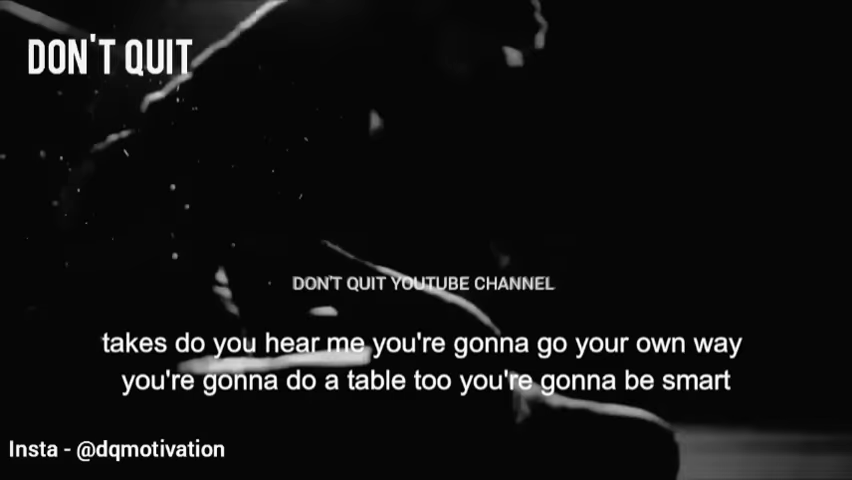 DON'T QUIT
DON'T QUIT YOUTUBE CHANNEL
takes do you hear me you're gonna go your own way
you're gonna do a table too you're gonna be smart
Insta - @dqmotivation